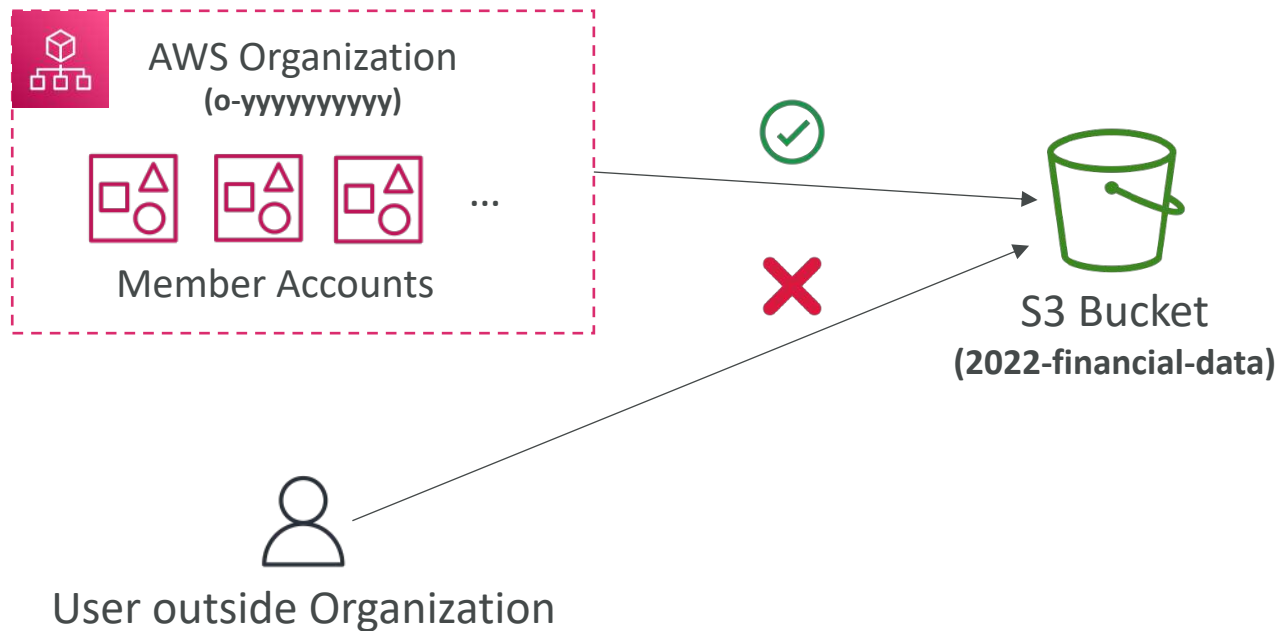 AWS Organization
(o-yyyyyyyyyy)
...
Member Accounts
S3 Bucket
(2022-financial-data)
User outside Organization